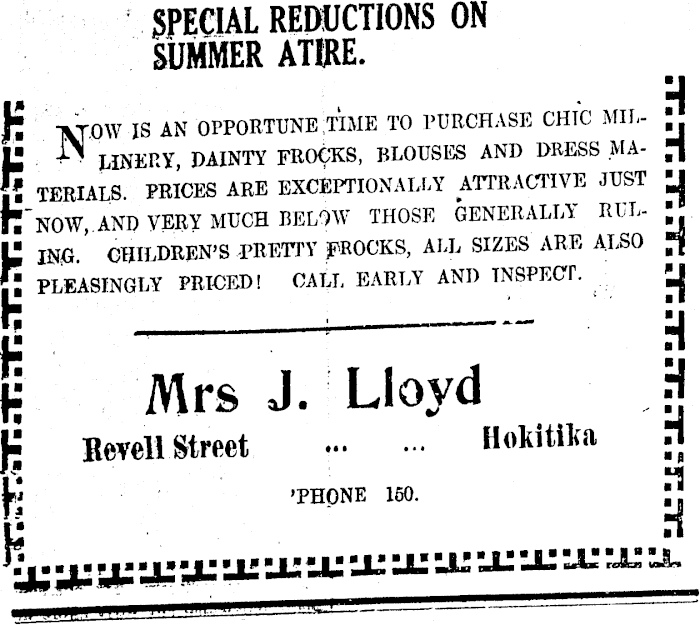 SPECIAL REDUCTIONS ON
SUMMER ATIRE.
NOW IS AN OPPORTUNE TIME TO PURCHASE CHIC MIL-
LINERY, DAINTY FROCKS, BLOUSES AND DRESS MA-
TERIALS. PRICES ARE EXCEPTIONALLY ATTRACTIVE JUST
NOW, AND VERY MUCH BELOW THOSE GENERALLY RUL-
ING. CHILDREN'S PRETTY FROCKS, ALL SIZES ARE ALSO
PLEASINGLY PRICED! CALL EARLY AND INSPECT.
Mrs J. Lloyd
Revell Street ... ... Hokitika
'PHONE 150.